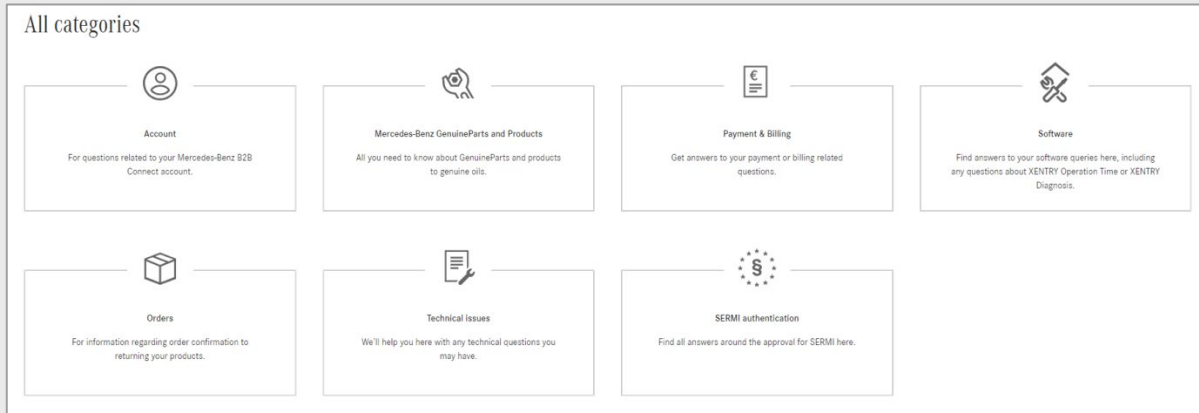 All categories
Account
For questions related to your Mercedes-Benz B2B
Connect account.
Mercedes-Benz GenuineParts and Products
All you need to know about GenuineParts and products
to genuine oils.
Payment & Billing
Get answers to your payment or billing related
questions.
Software
Find answers to your software queries here, including
any questions about XENTRY Operation Time or XENTRY
Diagnosis.
Orders
For information regarding order confirmation to
returning your products.
Technical issues
We'll help you here with any technical questions you
may have.
SERMI authentication
Find all answers around the approval for SERMI here.